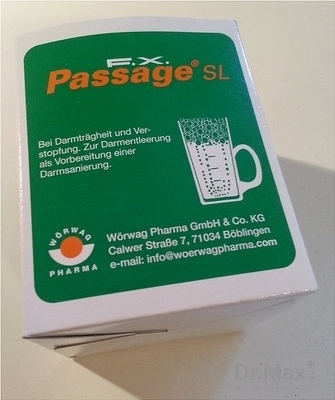 F.X.
Passage® SL
Bei Darmträgheit und Ver-
stopfung. Zur Darmentleerung
als Vorbereitung einer
Darmsanierung.
WÖRWAG
PHARMA
Wörwag Pharma GmbH & Co. KG
Calwer Straße 7, 71034 Böblingen
e-mail: info@woerwagpharma.com
Dr.Max+